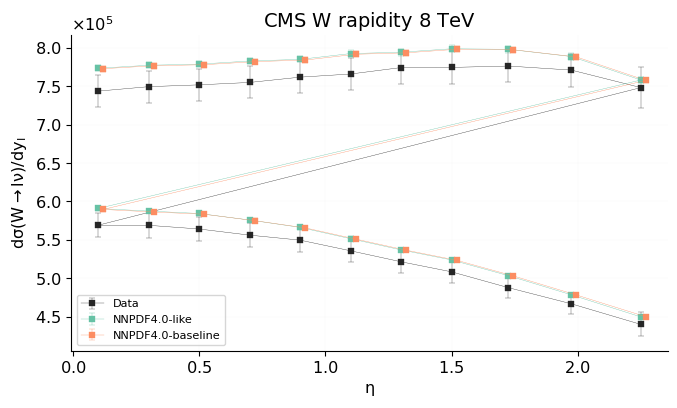 CMS W rapidity 8 TeV
×10⁵
8.0
7.5
7.0
6.5
6.0
5.5
5.0
4.5
dσ(W→lν)/dyₗ
Data
NNPDF4.0-like
NNPDF4.0-baseline
0.0 0.5 1.0 1.5 2.0
η